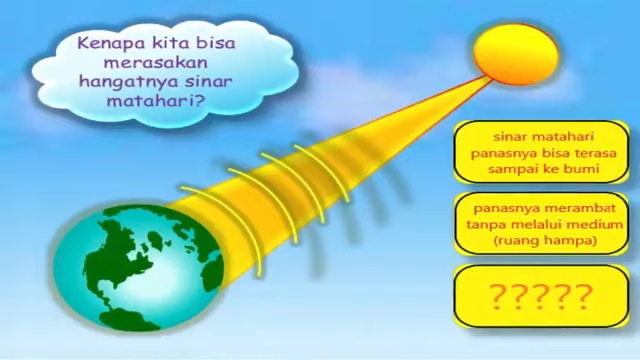 Kenapa kita bisa
merasakan
hangatnya sinar
matahari?
sinar matahari
panasnya bisa terasa
sampai ke bumi
panasnya merambat
tanpa melalui medium
(ruang hampa)
?????